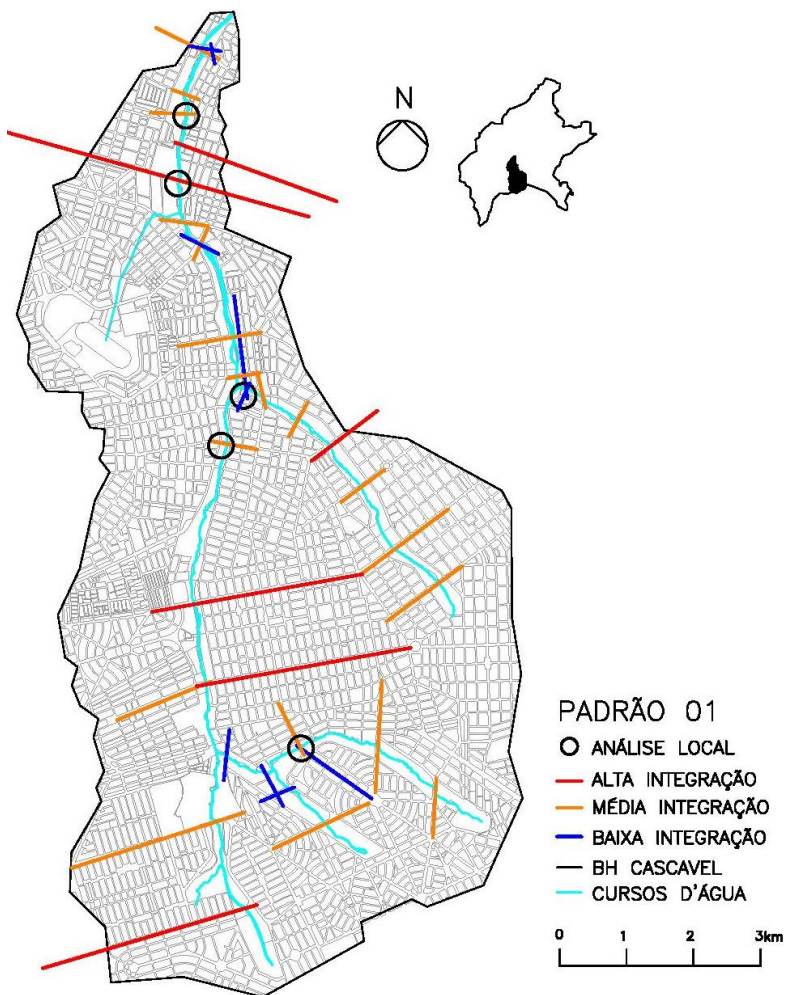 N
PADRÃO 01
ANÁLISE LOCAL
ALTA INTEGRAÇÃO
MÉDIA INTEGRAÇÃO
BAIXA INTEGRAÇÃO
BH CASCAVEL
CURSOS D'ÁGUA
0 1 2 3km